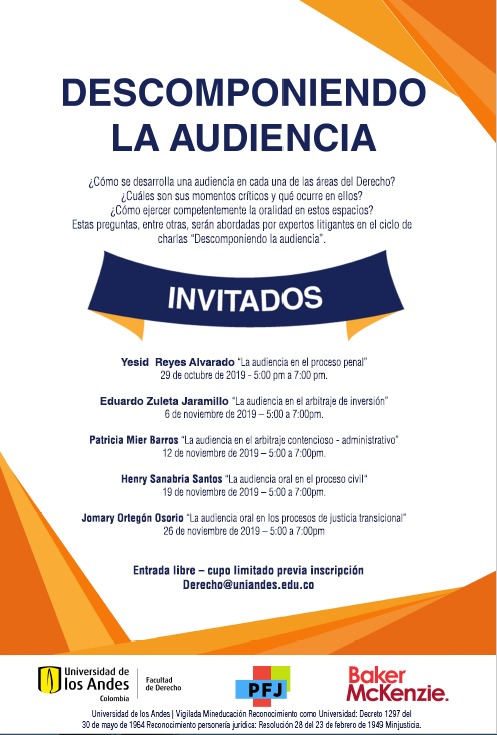 DESCOMPONIENDO
LA AUDIENCIA
¿Cómo se desarrolla una audiencia en cada una de las áreas del Derecho?
¿Cuáles son sus momentos críticos y qué ocurre en ellos?
¿Cómo ejercer competentemente la oralidad en estos espacios?
Estas preguntas, entre otras, serán abordadas por expertos litigantes en el ciclo de
charlas “Descomponiendo la audiencia”.
INVITADOS
Yesid Reyes Alvarado “La audiencia en el proceso penal”
29 de octubre de 2019 - 5:00 pm a 7:00 pm.
Eduardo Zuleta Jaramillo “La audiencia en el arbitraje de inversión”
6 de noviembre de 2019 – 5:00 a 7:00pm.
Patricia Mier Barros “La audiencia en el arbitraje contencioso - administrativo”
12 de noviembre de 2019 – 5:00 a 7:00pm.
Henry Sanabria Santos “La audiencia oral en el proceso civil“
19 de noviembre de 2019 – 5:00 a 7:00pm.
Jomary Ortegón Osorio “La audiencia oral en los procesos de justicia transicional”
26 de noviembre de 2019 – 5:00 a 7:00pm
Entrada libre – cupo limitado previa inscripción
Derecho@uniandes.edu.co
Universidad de
los Andes
Colombia
Facultad
de Derecho
PFJ
Baker
McKenzie.
Universidad de los Andes | Vigilada Mineducación Reconocimiento como Universidad: Decreto 1297 del
30 de mayo de 1964 Reconocimiento personería jurídica: Resolución 28 del 23 de febrero de 1949 Minjusticia.